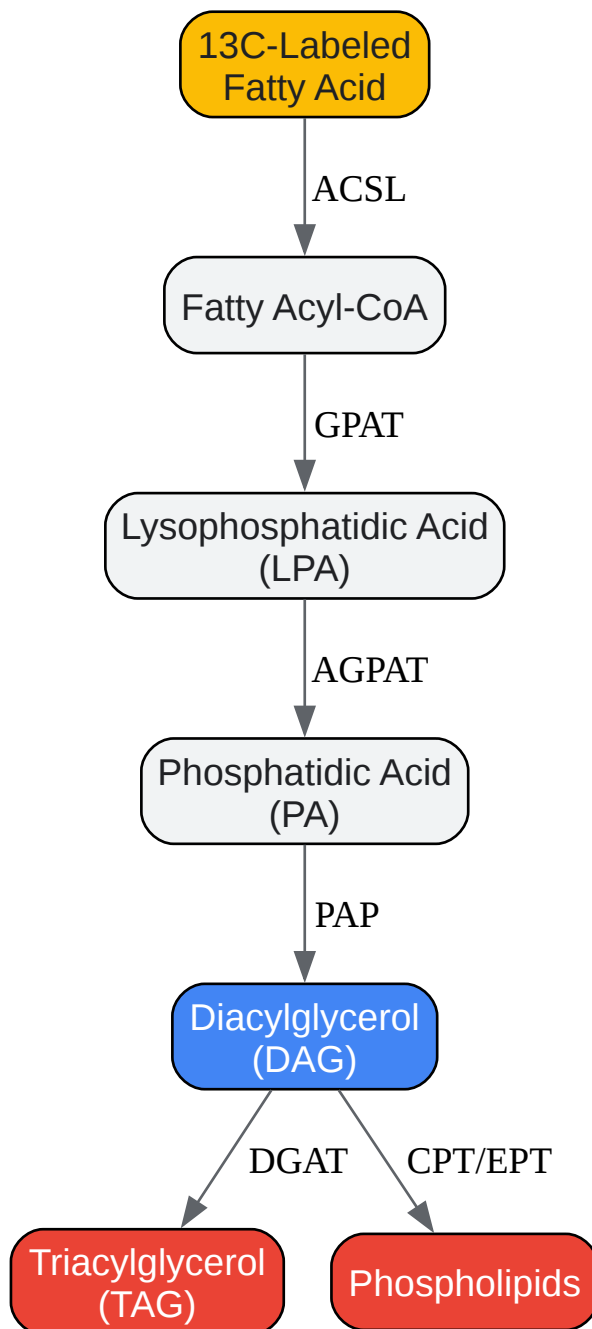 13C-Labeled
Fatty Acid
ACSL
Fatty Acyl-CoA
GPAT
Lysophosphatidic Acid
(LPA)
AGPAT
Phosphatidic Acid
(PA)
PAP
Diacylglycerol
(DAG)
DGAT
CPT/EPT
Triacylglycerol
(TAG)
Phospholipids